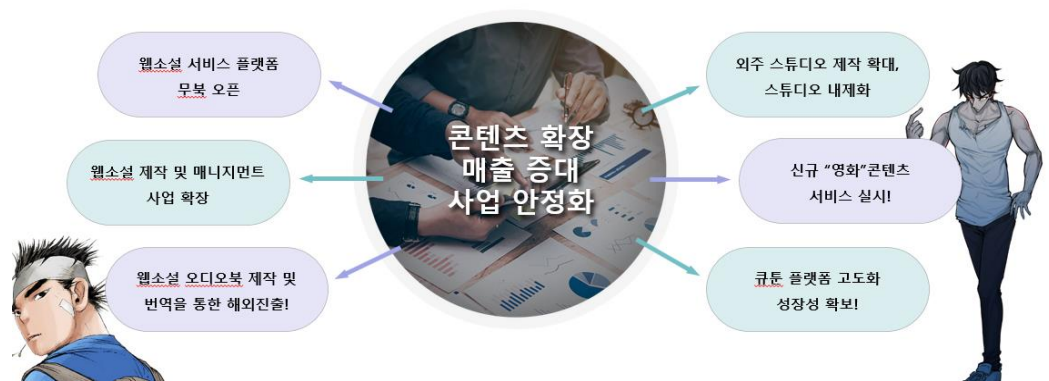 웹소설 서비스 플랫폼
무북 오픈
웹소설 제작 및 매니지먼트
사업 확장
웹소설 오디오북 제작 및
번역을 통한 해외진출!
콘텐츠 확장
매출 증대
사업 안정화
외주 스튜디오 제작 확대,
스튜디오 내제화
신규 “영화”콘텐츠
서비스 실시!
큐툰 플랫폼 고도화
성장성 확보!